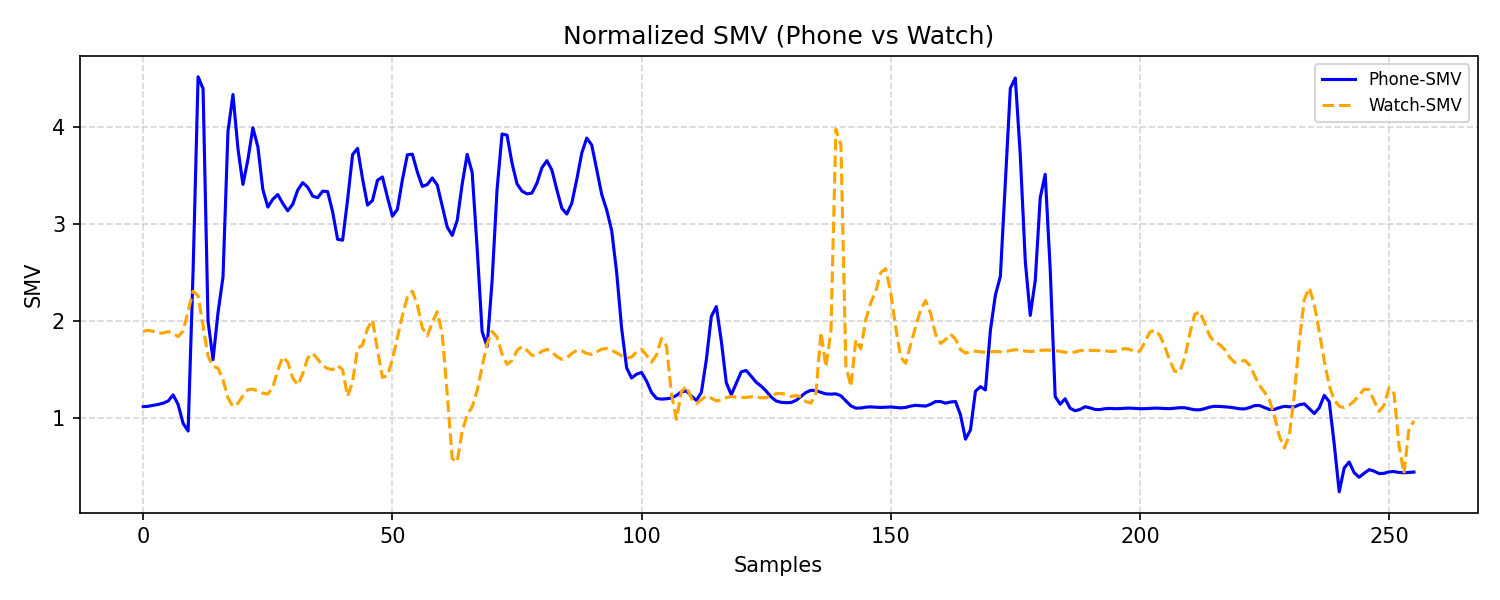 Normalized SMV (Phone vs Watch)
Phone-SMV
Watch-SMV
4
3
2
1
SMV
0 50 100 150 200 250
Samples